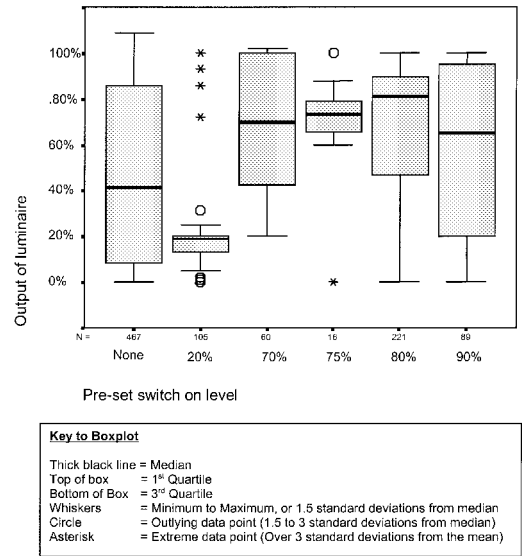 Output of luminaire
100%
.80%
60%
40%
20%
0%
N = 467 105 60 16 221 89
None 20% 70% 75% 80% 90%
Pre-set switch on level
Key to Boxplot
Thick black line = Median
Top of box = 1st Quartile
Bottom of Box = 3rd Quartile
Whiskers = Minimum to Maximum, or 1.5 standard deviations from median
Circle = Outlying data point (1.5 to 3 standard deviations from median)
Asterisk = Extreme data point (Over 3 standard deviations from the mean)